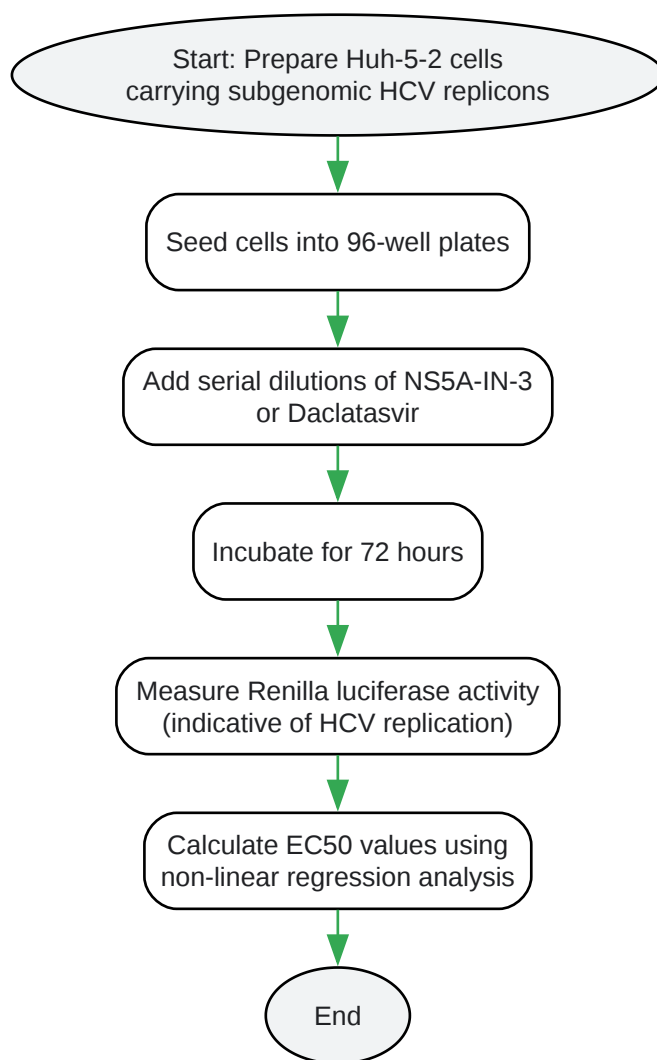 Start: Prepare Huh-5-2 cells
carrying subgenomic HCV replicons
Seed cells into 96-well plates
Add serial dilutions of NS5A-IN-3
or Daclatasvir
Incubate for 72 hours
Measure Renilla luciferase activity
(indicative of HCV replication)
Calculate EC50 values using
non-linear regression analysis
End